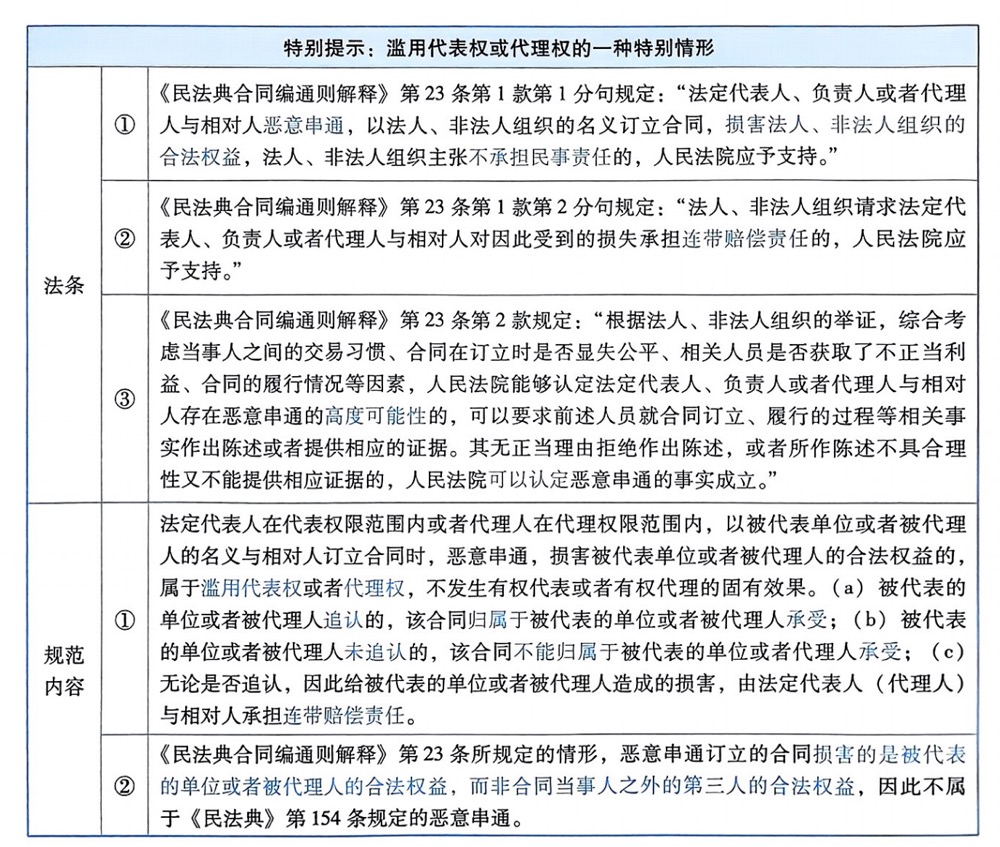 特别提示：滥用代表权或代理权的一种特别情形
法条
①
《民法典合同编通则解释》第 23 条第 1 款第 1 分句规定：“法定代表人、负责人或者代理
人与相对人恶意串通，以法人、非法人组织的名义订立合同，损害法人、非法人组织的
合法权益，法人、非法人组织主张不承担民事责任的，人民法院应予支持。”
②
《民法典合同编通则解释》第 23 条第 1 款第 2 分句规定：“法人、非法人组织请求法定代
表人、负责人或者代理人与相对人对因此受到的损失承担连带赔偿责任的，人民法院应
予支持。”
③
《民法典合同编通则解释》第 23 条第 2 款规定：“根据法人、非法人组织的举证，综合考
虑当事人之间的交易习惯、合同在订立时是否显失公平、相关人员是否获取了不正当利
益、合同的履行情况等因素，人民法院能够认定法定代表人、负责人或者代理人与相对
人存在恶意串通的高度可能性的，可以要求前述人员就合同订立、履行的过程等相关事
实作出陈述或者提供相应的证据。其无正当理由拒绝作出陈述，或者所作陈述不具合理
性又不能提供相应证据的，人民法院可以认定恶意串通的事实成立。”
规范
内容
①
法定代表人在代表权限范围内或者代理人在代理权限范围内，以被代表单位或者被代理
人的名义与相对人订立合同时，恶意串通，损害被代表单位或者被代理人的合法权益的，
属于滥用代表权或者代理权，不发生有权代表或者有权代理的固有效果。（a）被代表的
单位或者被代理人追认的，该合同归属于被代表的单位或者被代理人承受；（b）被代表
的单位或者被代理人未追认的，该合同不能归属于被代表的单位或者代理人承受；（c）
无论是否追认，因此给被代表的单位或者被代理人造成的损害，由法定代表人（代理人）
与相对人承担连带赔偿责任。
②
《民法典合同编通则解释》第 23 条所规定的情形，恶意串通订立的合同损害的是被代表
的单位或者被代理人的合法权益，而非合同当事人之外的第三人的合法权益，因此不属
于《民法典》第 154 条规定的恶意串通。